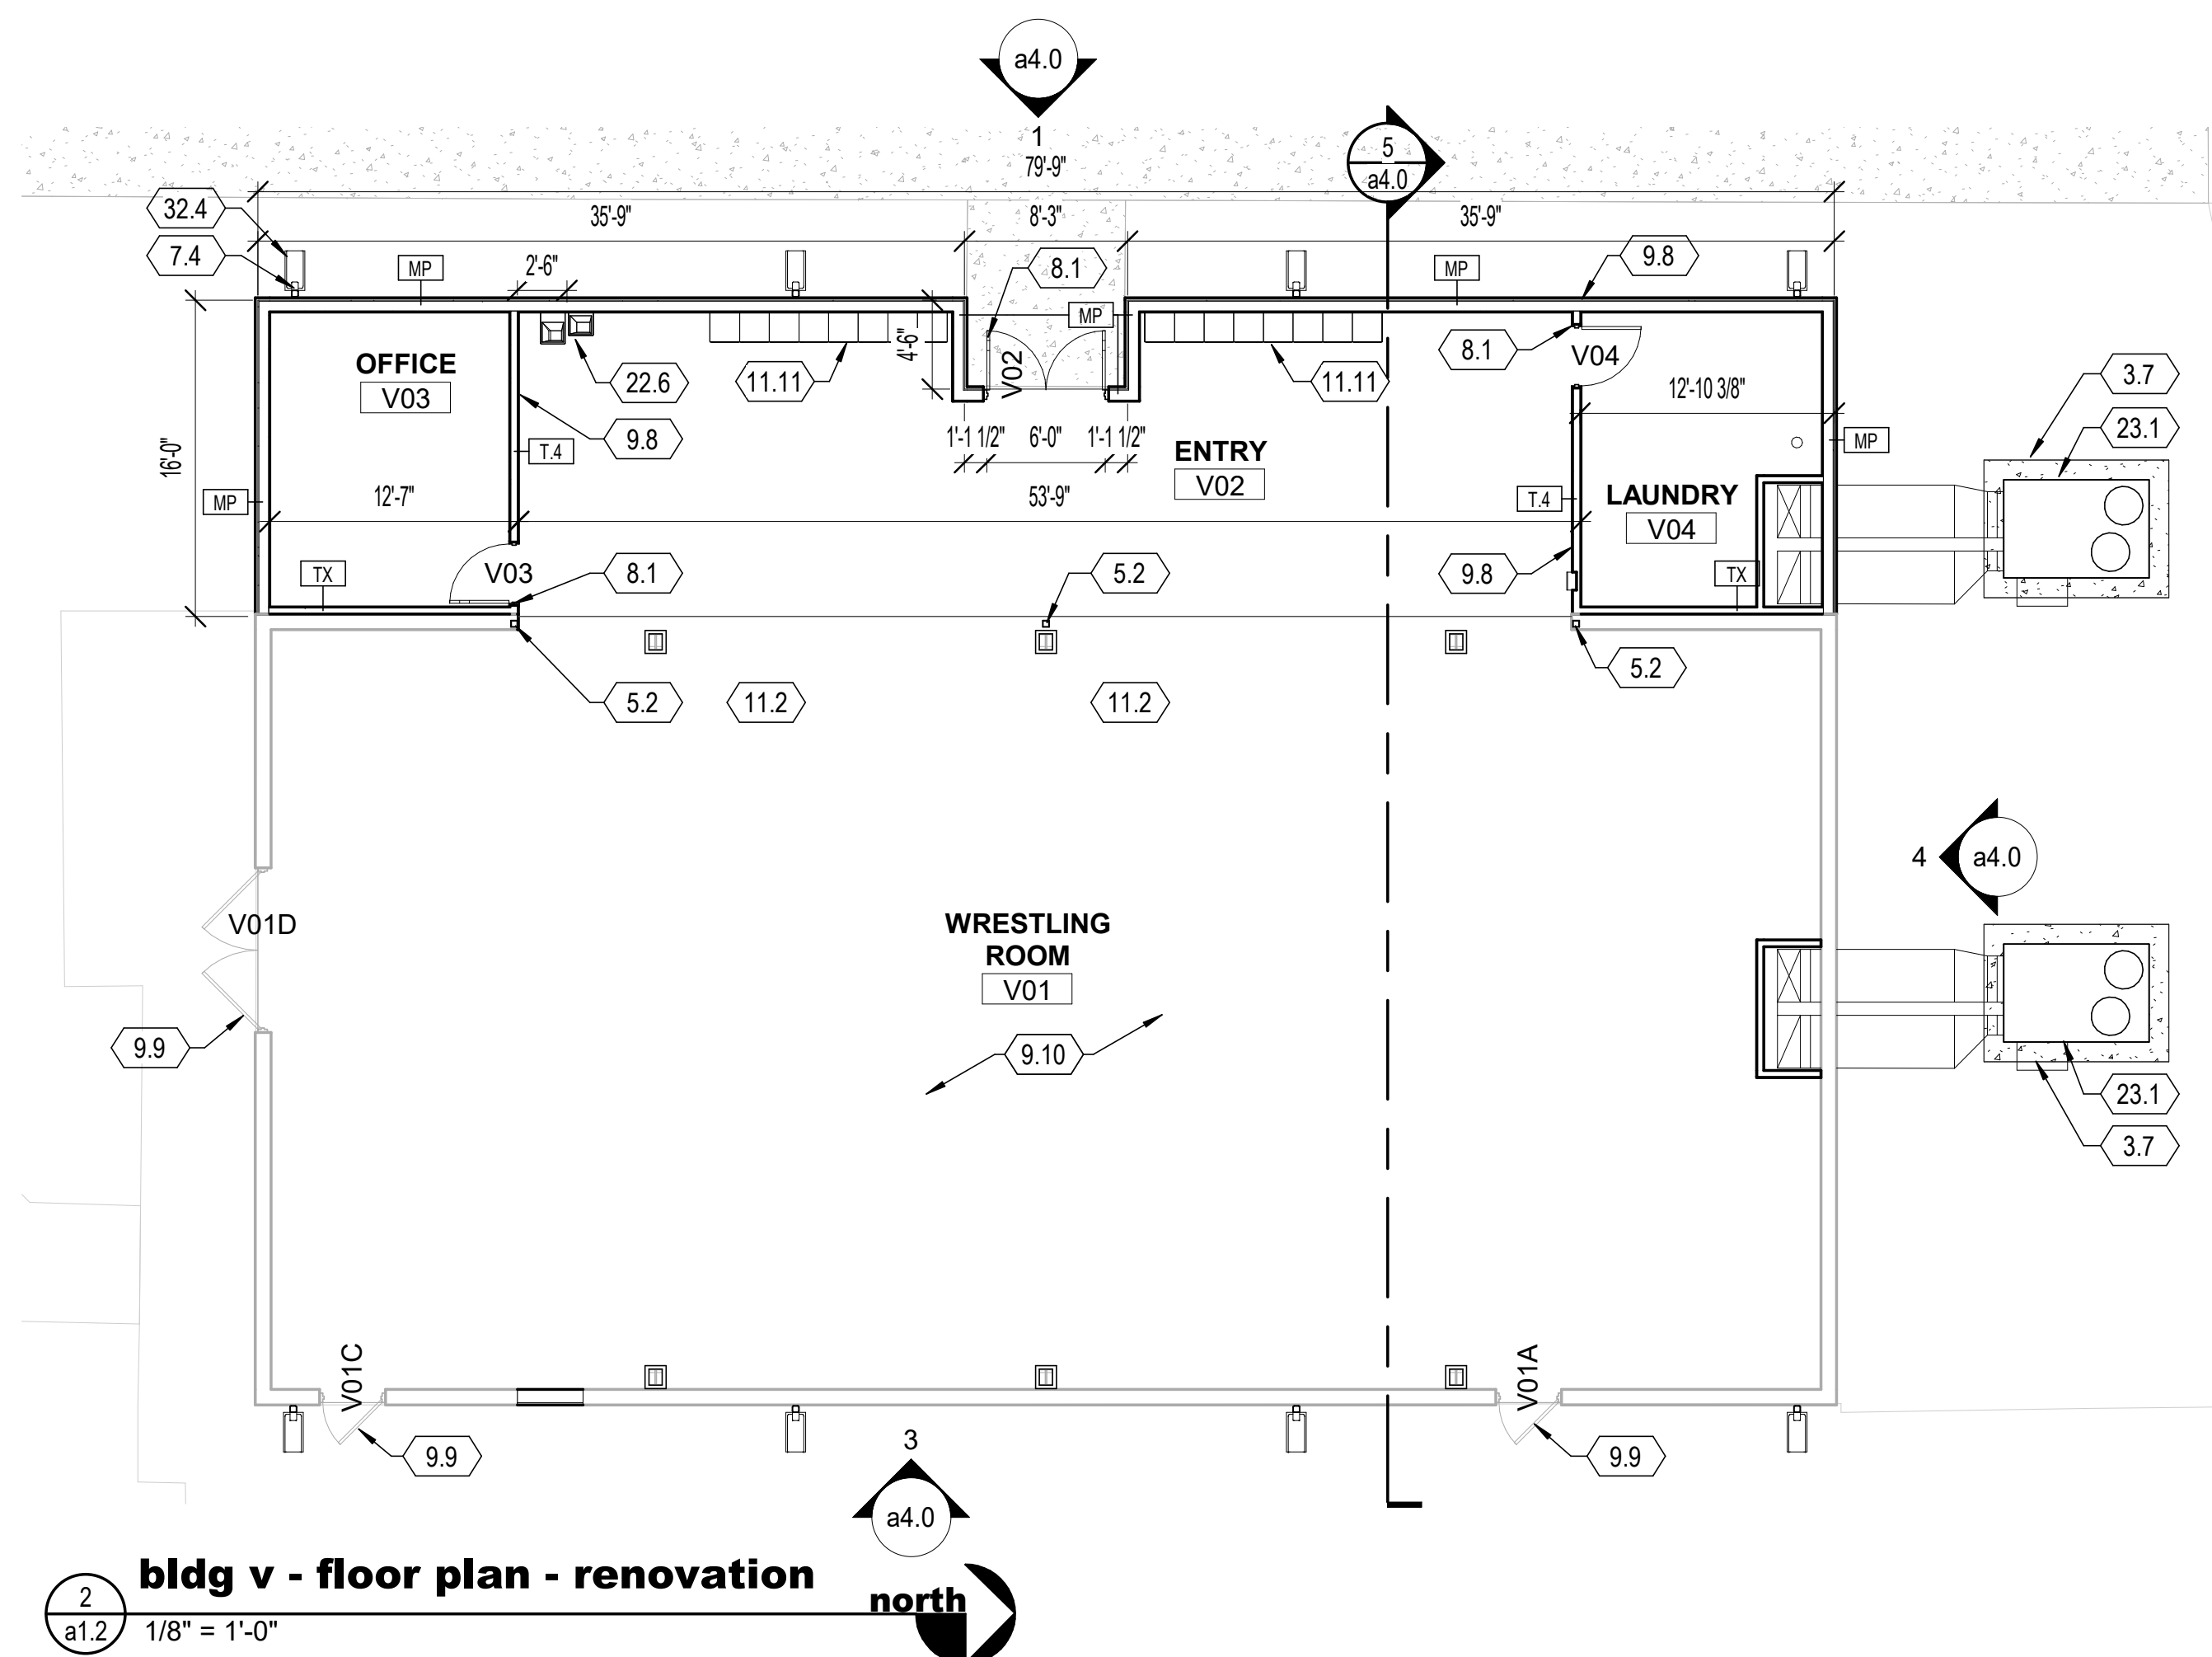 a4.0
1
79'-9"
5
a4.0
32.4
35'-9"
8'-3"
35'-9"
7.4
MP
2'-6"
8.1
MP
9.8
MP
4'-6"
OFFICE
V03
22.6
11.11
V02
11.11
8.1
V04
3.7
12'-10 3/8"
23.1
16'-0"
9.8
T.4
1'-1 1/2"
6'-0"
1'-1 1/2"
ENTRY
V02
MP
MP
12'-7"
53'-9"
T.4
LAUNDRY
V04
TX
V03
8.1
5.2
9.8
TX
5.2
11.2
11.2
5.2
4
a4.0
V01D
WRESTLING
ROOM
V01
9.9
9.10
23.1
3.7
V01C
V01A
9.9
3
9.9
a4.0
bldg v - floor plan - renovation
2
a1.2
1/8" = 1'-0"
north